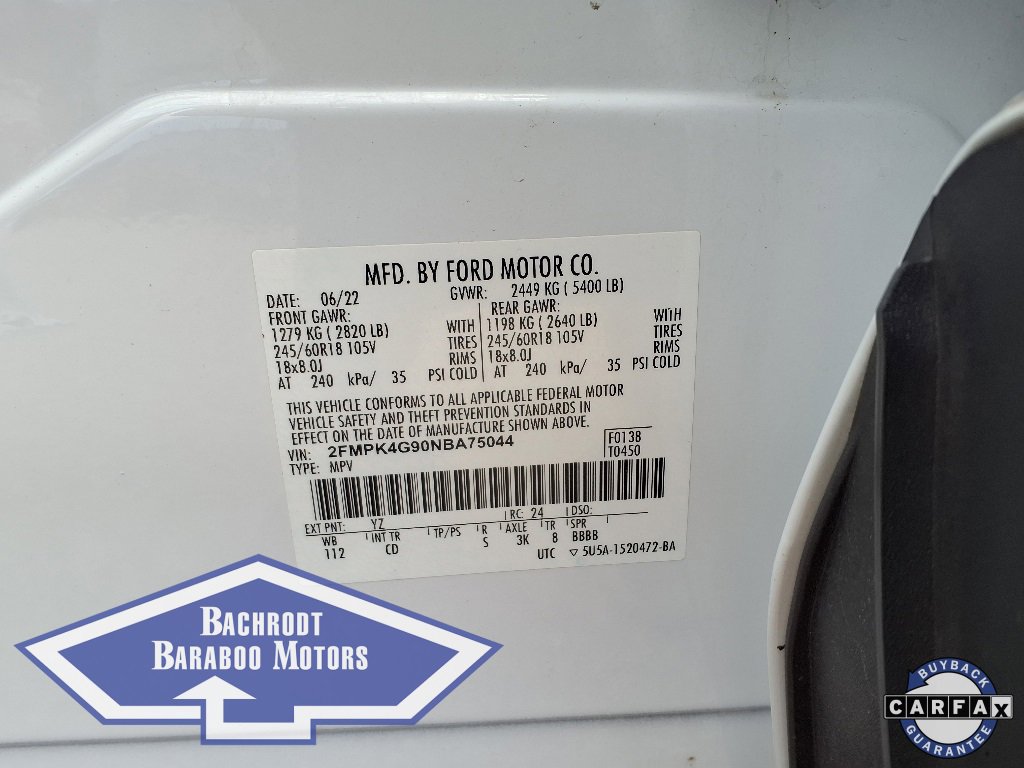 MFD. BY FORD MOTOR CO.
DATE: 06/22 GVWR: 2449 KG ( 5400 LB)
FRONT GAWR: REAR GAWR:
1279 KG ( 2820 LB) WITH 1198 KG ( 2640 LB) WITH
245/60R18 105V TIRES 245/60R18 105V TIRES
18x8.0J RIMS 18x8.0J RIMS
AT 240 kPa/ 35 PSI COLD AT 240 kPa/ 35 PSI COLD
THIS VEHICLE CONFORMS TO ALL APPLICABLE FEDERAL MOTOR
VEHICLE SAFETY AND THEFT PREVENTION STANDARDS IN
EFFECT ON THE DATE OF MANUFACTURE SHOWN ABOVE.
VIN: 2FMPK4G90NBA75044 F0138
TYPE: MPV T0450
EXT PNT: YZ RC: 24 DSO:
WB INT TR TP/PS R AXLE TR SPR
112 CD S 3K 8 BBBB
UTC ▽ 5U5A-1520472-BA
BACHRODT
BARABOO MOTORS
BUYBACK
CARFAX
GUARANTEE